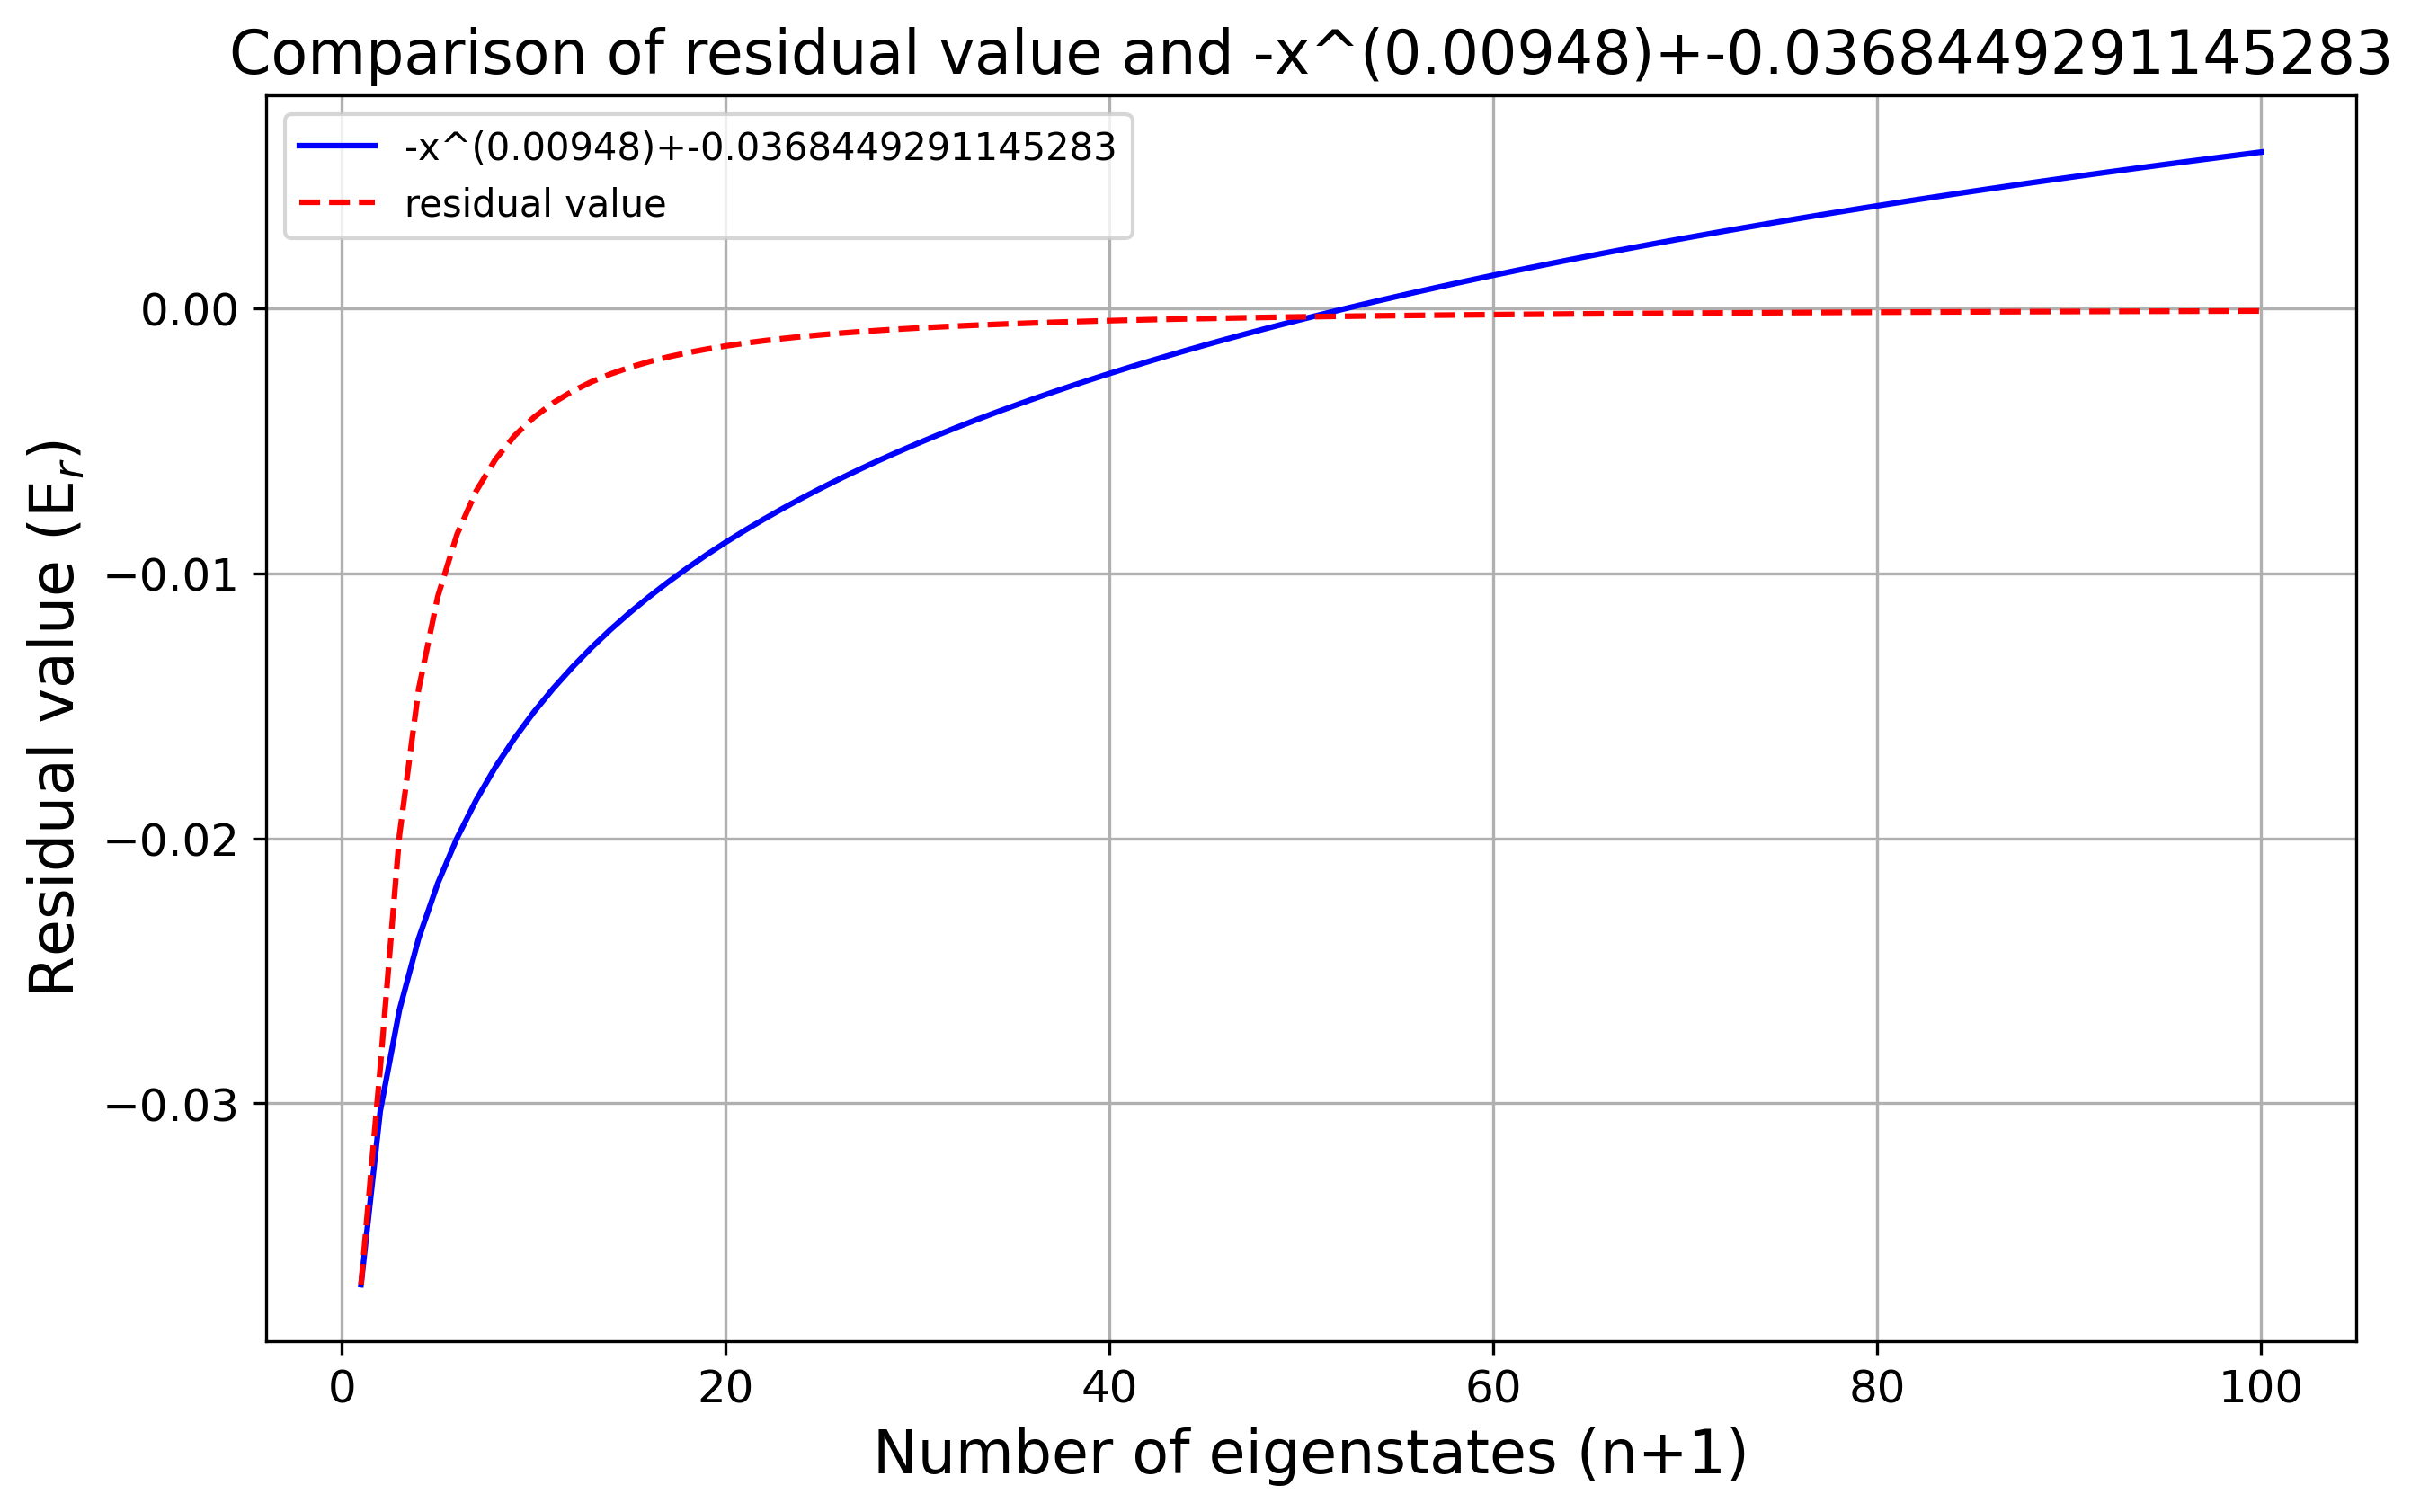 Comparison of residual value and -x^(0.00948)+-0.0368449291145283
-x^(0.00948)+-0.0368449291145283
residual value
0.00
−0.01
−0.02
−0.03
Residual value (Eᵣ)
0 20 40 60 80 100
Number of eigenstates (n+1)